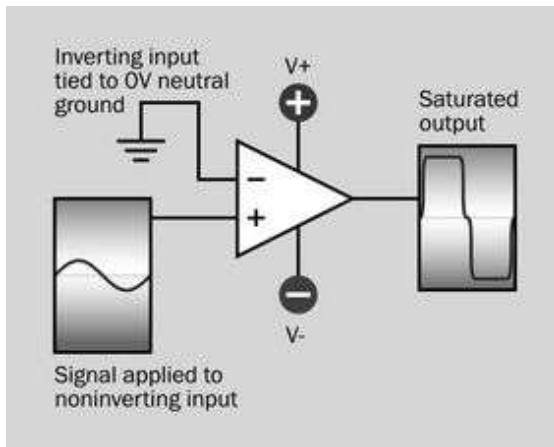 Inverting input
tied to 0V neutral
ground
V+
+
Saturated
output
−
+
−
V-
Signal applied to
noninverting input